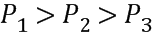 P₁ > P₂ > P₃